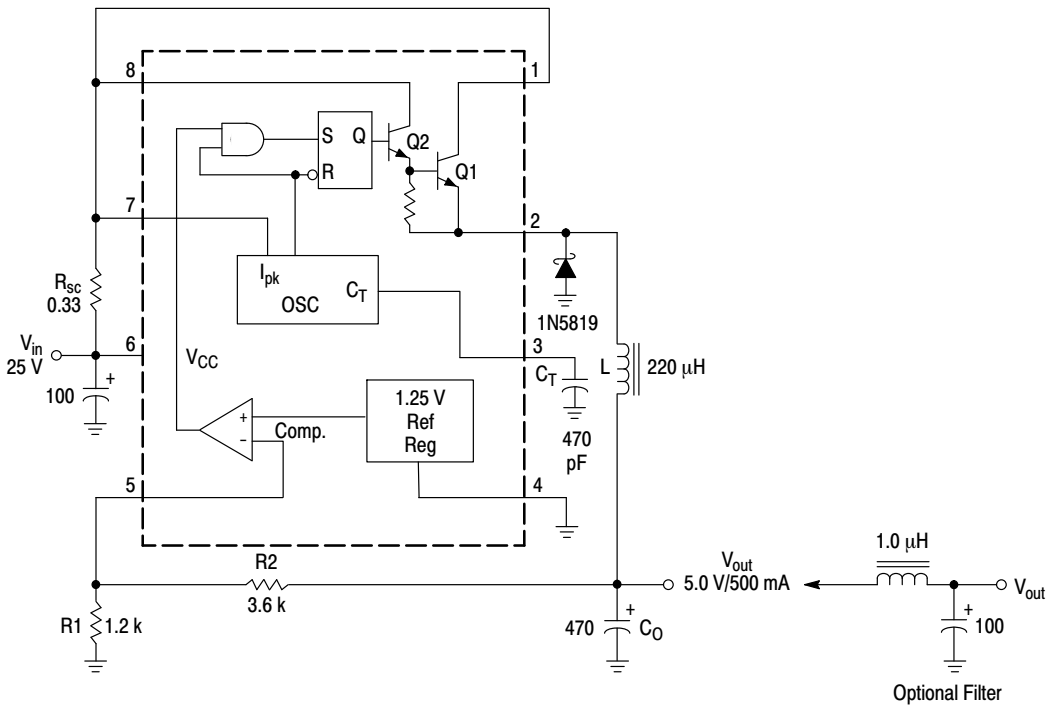 8
1
S Q
Q2
R
Q1
7
2
Ipk
CT
OSC
Rsc
0.33
1N5819
Vin
25 V
6
VCC
3
L
220 μH
CT
100
+
+
-
Comp.
1.25 V
Ref
Reg
470
pF
5
4
R2
3.6 k
Vout
5.0 V/500 mA
1.0 μH
Vout
R1
1.2 k
470
+
CO
+
100
Optional Filter